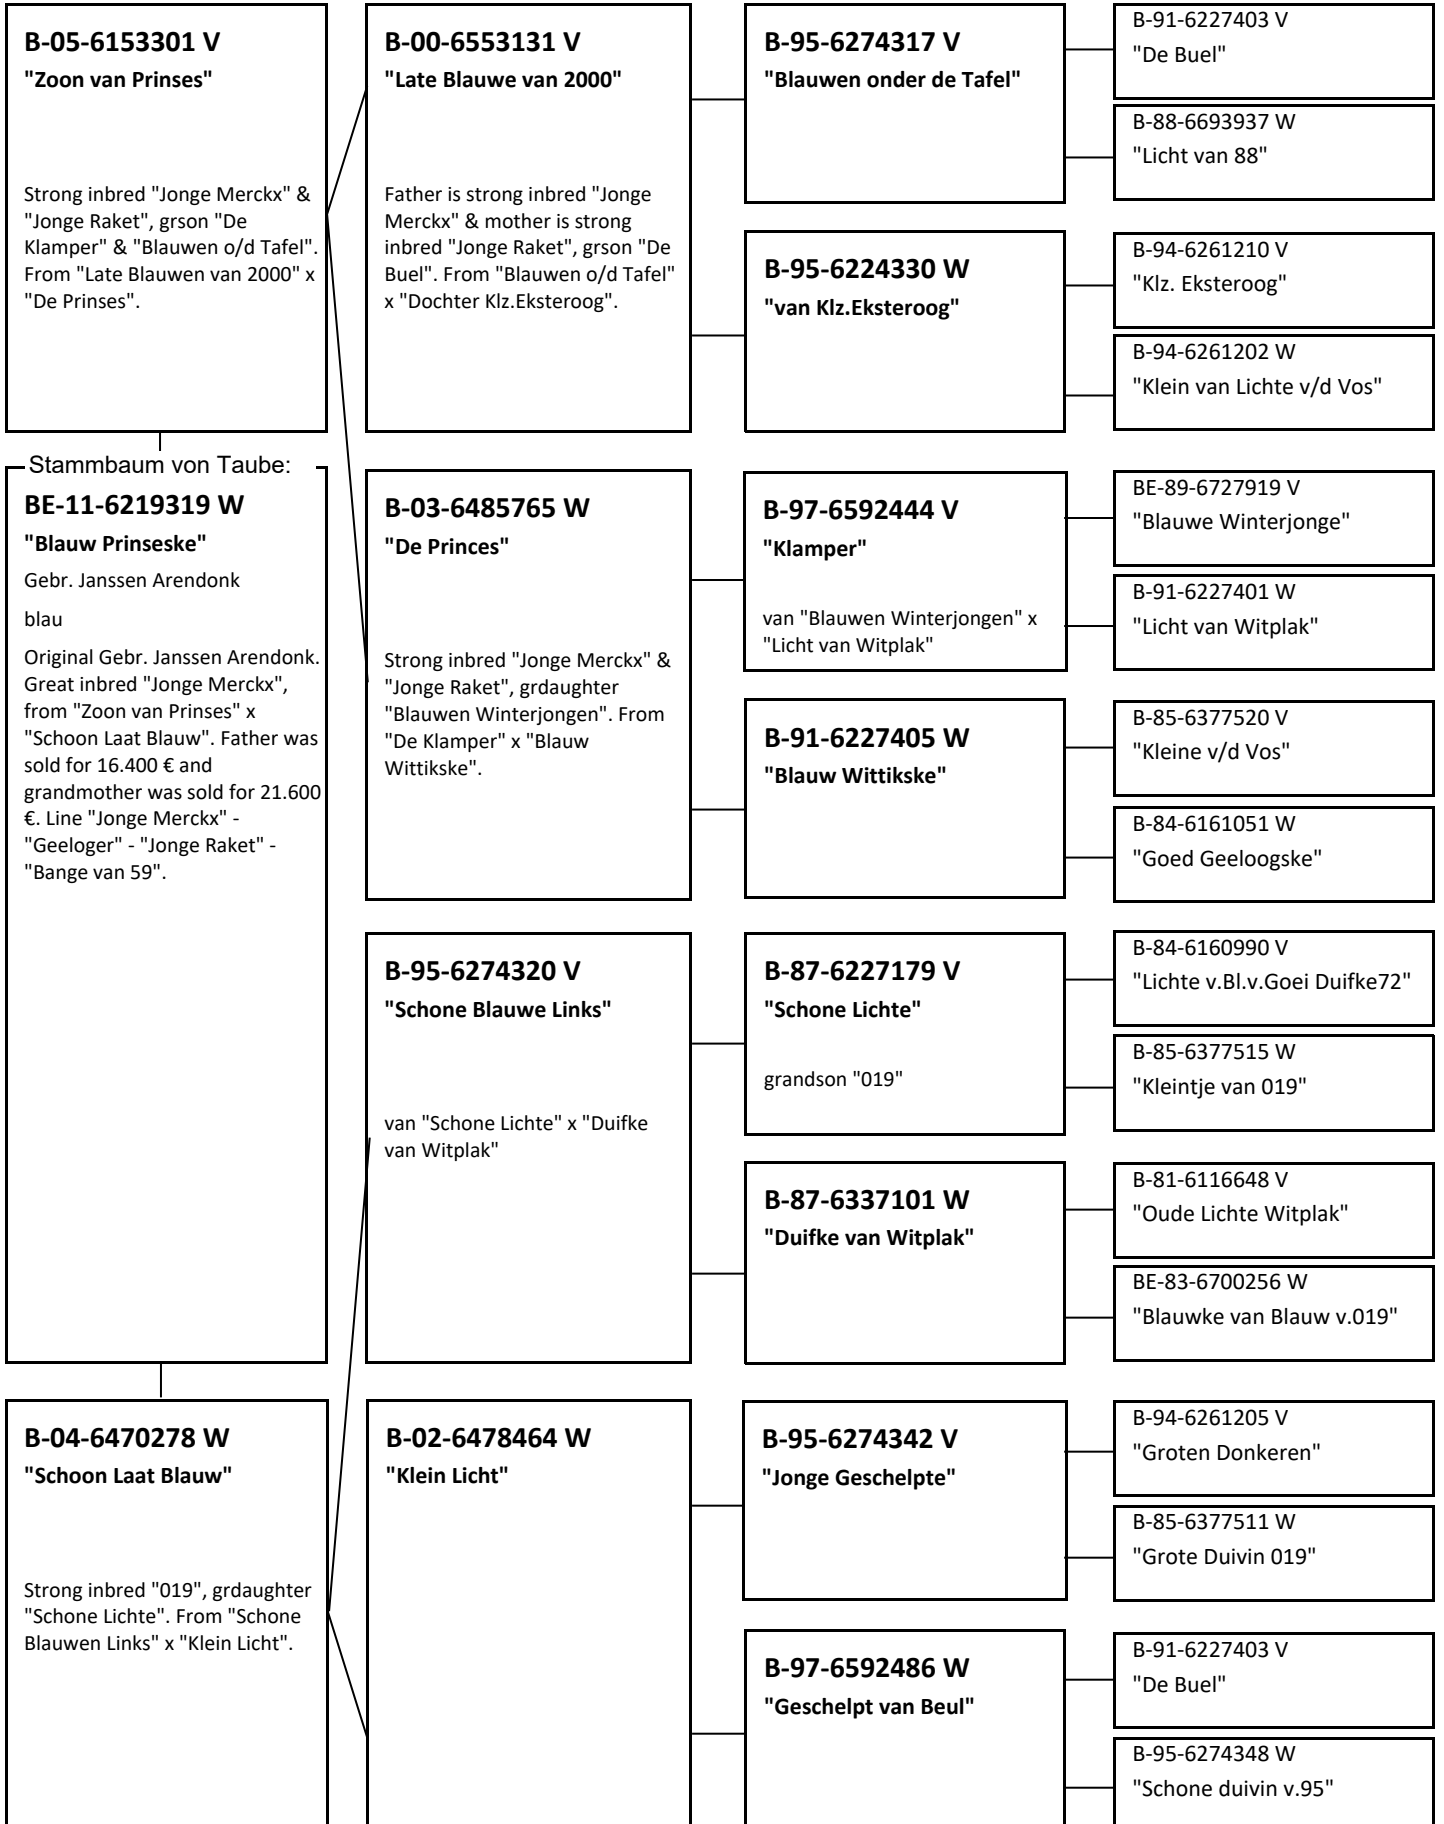 B-05-6153301 V
"Zoon van Prinses"
Strong inbred "Jonge Merckx" &
"Jonge Raket", grson "De
Klamper" & "Blauwen o/d Tafel".
From "Late Blauwen van 2000" x
"De Prinses".
Stammbaum von Taube:
BE-11-6219319 W
"Blauw Prinseske"
Gebr. Janssen Arendonk
blau
Original Gebr. Janssen Arendonk.
Great inbred "Jonge Merckx",
from "Zoon van Prinses" x
"Schoon Laat Blauw". Father was
sold for 16.400 € and
grandmother was sold for 21.600
€. Line "Jonge Merckx" -
"Geeloger" - "Jonge Raket" -
"Bange van 59".
B-04-6470278 W
"Schoon Laat Blauw"
Strong inbred "019", grdaughter
"Schone Lichte". From "Schone
Blauwen Links" x "Klein Licht".
B-00-6553131 V
"Late Blauwe van 2000"
Father is strong inbred "Jonge
Merckx" & mother is strong
inbred "Jonge Raket", grson "De
Buel". From "Blauwen o/d Tafel"
x "Dochter Klz.Eksteroog".
B-03-6485765 W
"De Princes"
Strong inbred "Jonge Merckx" &
"Jonge Raket", grdaughter
"Blauwen Winterjongen". From
"De Klamper" x "Blauw
Wittikske".
B-95-6274320 V
"Schone Blauwe Links"
van "Schone Lichte" x "Duifke
van Witplak"
B-02-6478464 W
"Klein Licht"
B-95-6274317 V
"Blauwen onder de Tafel"
B-95-6224330 W
"van Klz.Eksteroog"
B-97-6592444 V
"Klamper"
van "Blauwen Winterjongen" x
"Licht van Witplak"
B-91-6227405 W
"Blauw Wittikske"
B-87-6227179 V
"Schone Lichte"
grandson "019"
B-87-6337101 W
"Duifke van Witplak"
B-95-6274342 V
"Jonge Geschelpte"
B-97-6592486 W
"Geschelpt van Beul"
B-91-6227403 V
"De Buel"
B-88-6693937 W
"Licht van 88"
B-94-6261210 V
"Klz. Eksteroog"
B-94-6261202 W
"Klein van Lichte v/d Vos"
BE-89-6727919 V
"Blauwe Winterjonge"
B-91-6227401 W
"Licht van Witplak"
B-85-6377520 V
"Kleine v/d Vos"
B-84-6161051 W
"Goed Geeloogske"
B-84-6160990 V
"Lichte v.Bl.v.Goei Duifke72"
B-85-6377515 W
"Kleintje van 019"
B-81-6116648 V
"Oude Lichte Witplak"
BE-83-6700256 W
"Blauwke van Blauw v.019"
B-94-6261205 V
"Groten Donkeren"
B-85-6377511 W
"Grote Duivin 019"
B-91-6227403 V
"De Buel"
B-95-6274348 W
"Schone duivin v.95"